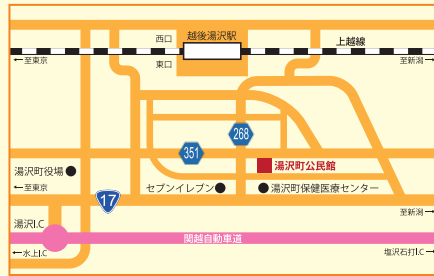 西口
越後湯沢駅
上越線
←至東京
東口
至新潟→
268
351
湯沢町公民館
湯沢町役場
←至東京
セブンイレブン
湯沢町保健医療センター
17
至新潟→
湯沢I.C
関越自動車道
←水上I.C
塩沢石打I.C→